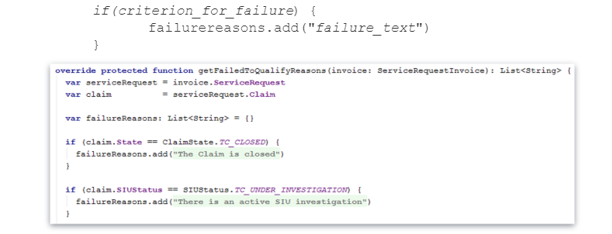 if(criterion_for_failure) {
failurereasons.add("failure_text")
}
override protected function getFailedToQualifyReasons(invoice: ServiceRequestInvoice): List<String> {
var serviceRequest = invoice.ServiceRequest
var claim = serviceRequest.Claim
var failureReasons: List<String> = {}
if (claim.State == ClaimState.TC_CLOSED) {
failureReasons.add("The Claim is closed")
}
if (claim.SIUStatus == SIUStatus.TC_UNDER_INVESTIGATION) {
failureReasons.add("There is an active SIU investigation")
}